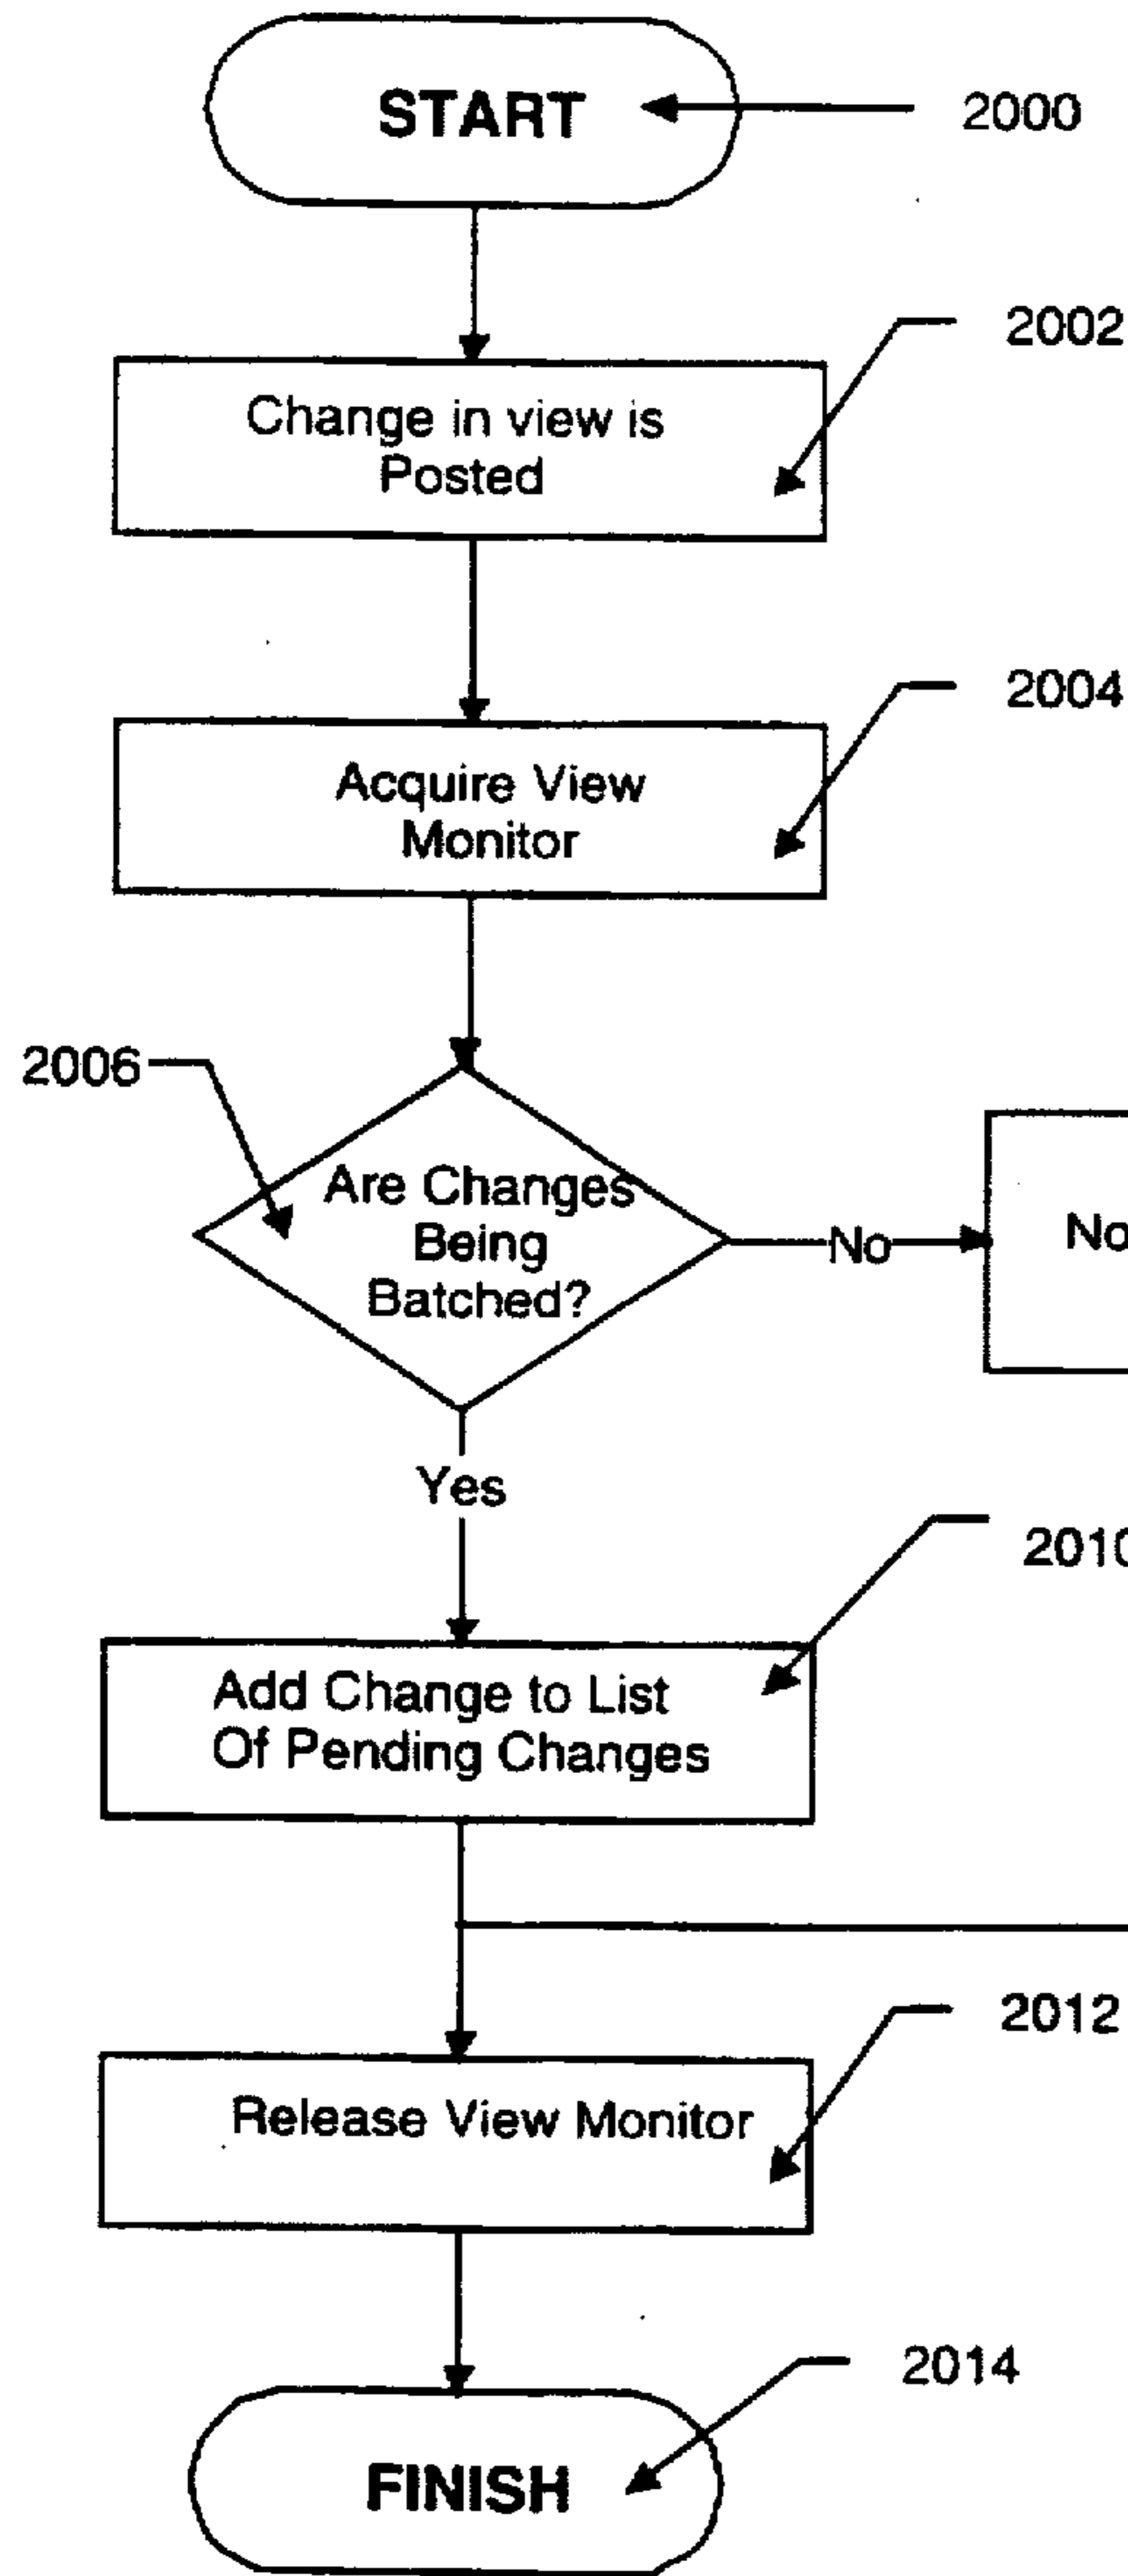 START
2000
2002
Change in view is
Posted
2004
Acquire View
Monitor
2006
Are Changes
Being
Batched?
No
Yes
2010
Add Change to List
Of Pending Changes
2012
Release View Monitor
2014
FINISH